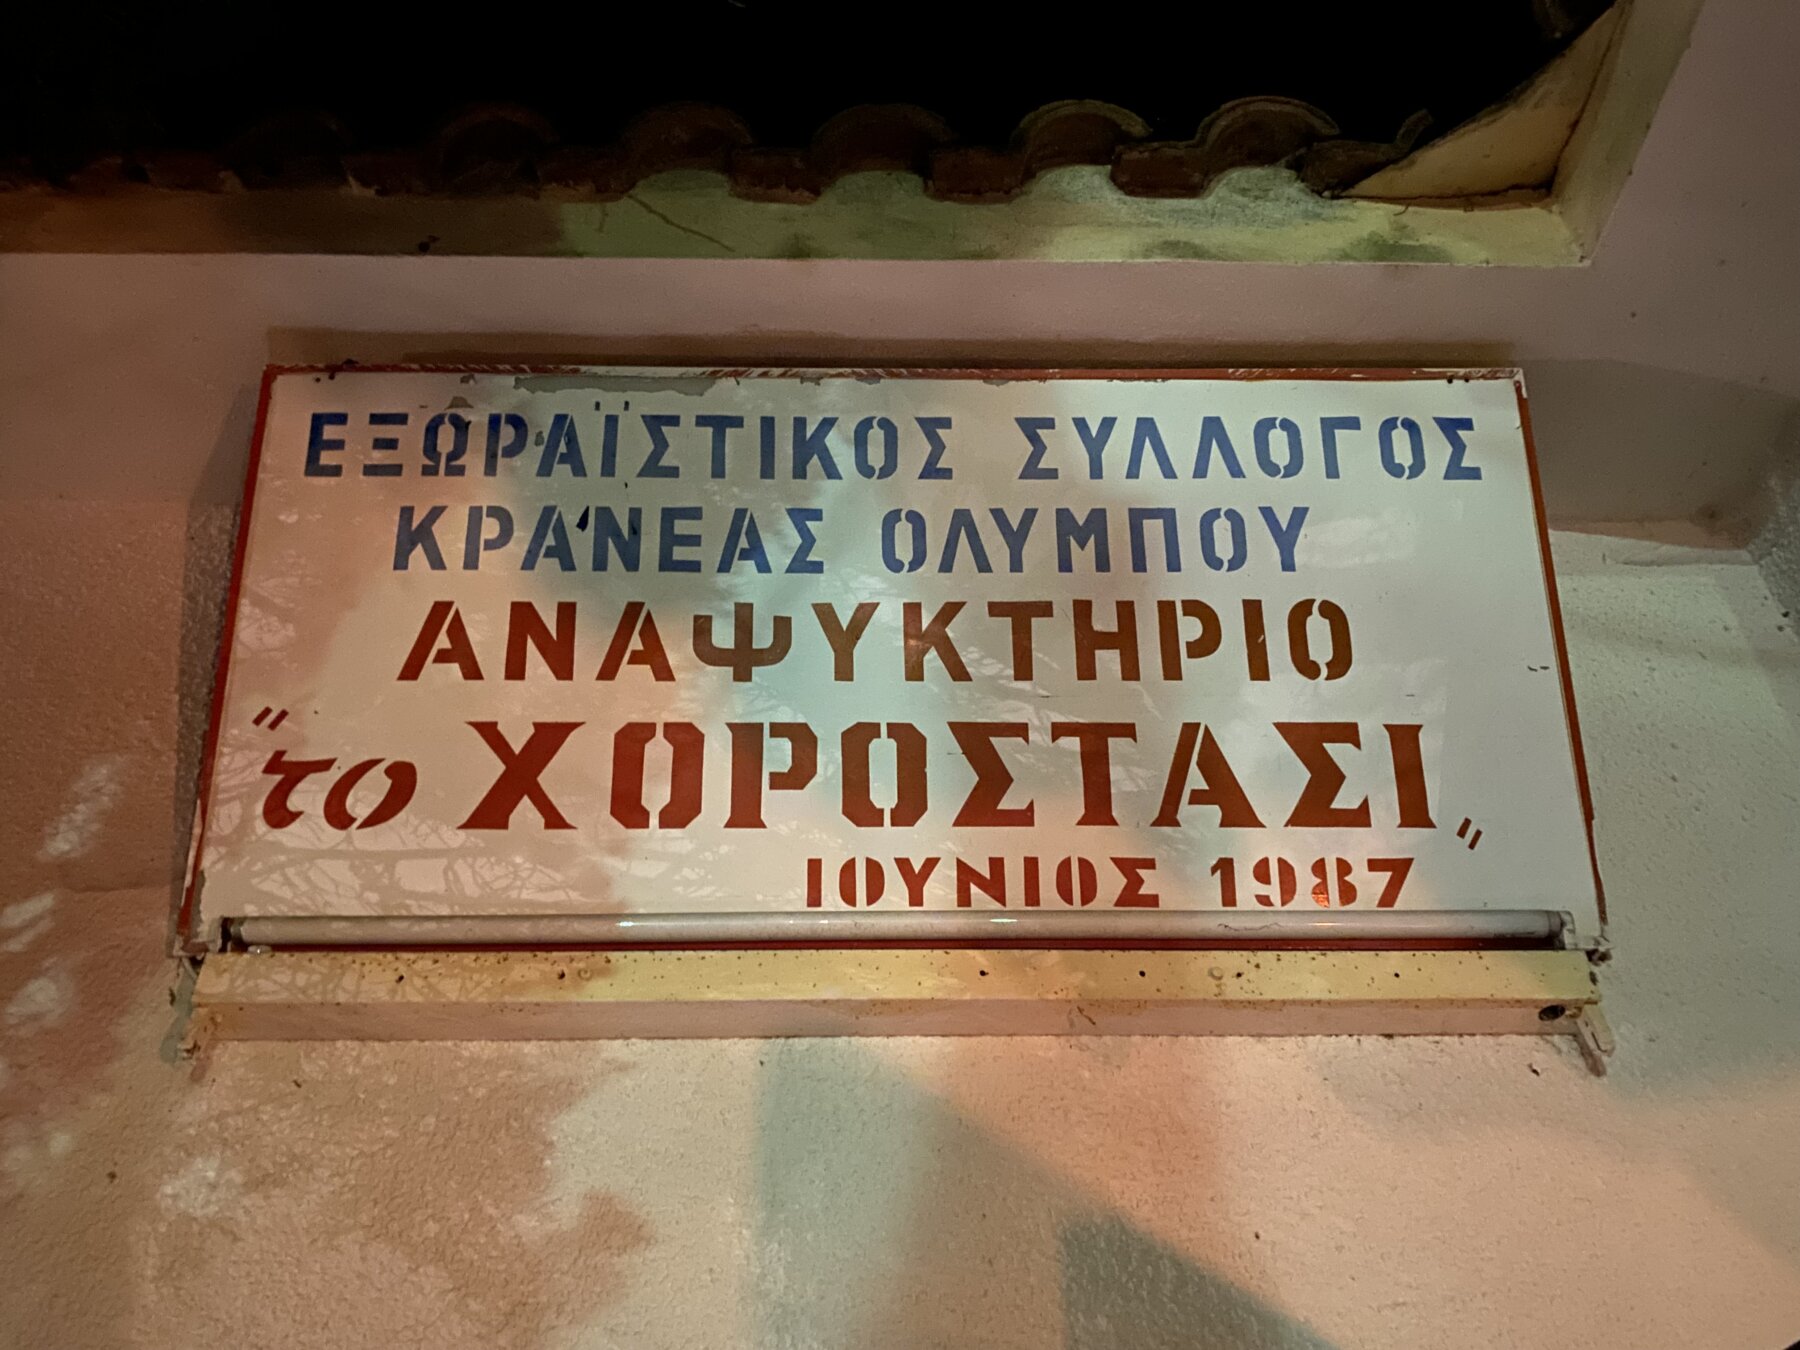 ΕΞΩΡΑΪΣΤΙΚΟΣ ΣΥΛΛΟΓΟΣ
ΚΡΑΝΕΑΣ ΟΛΥΜΠΟΥ
ΑΝΑΨΥΚΤΗΡΙΟ
"το ΧΟΡΟΣΤΑΣΙ"
ΙΟΥΝΙΟΣ 1987